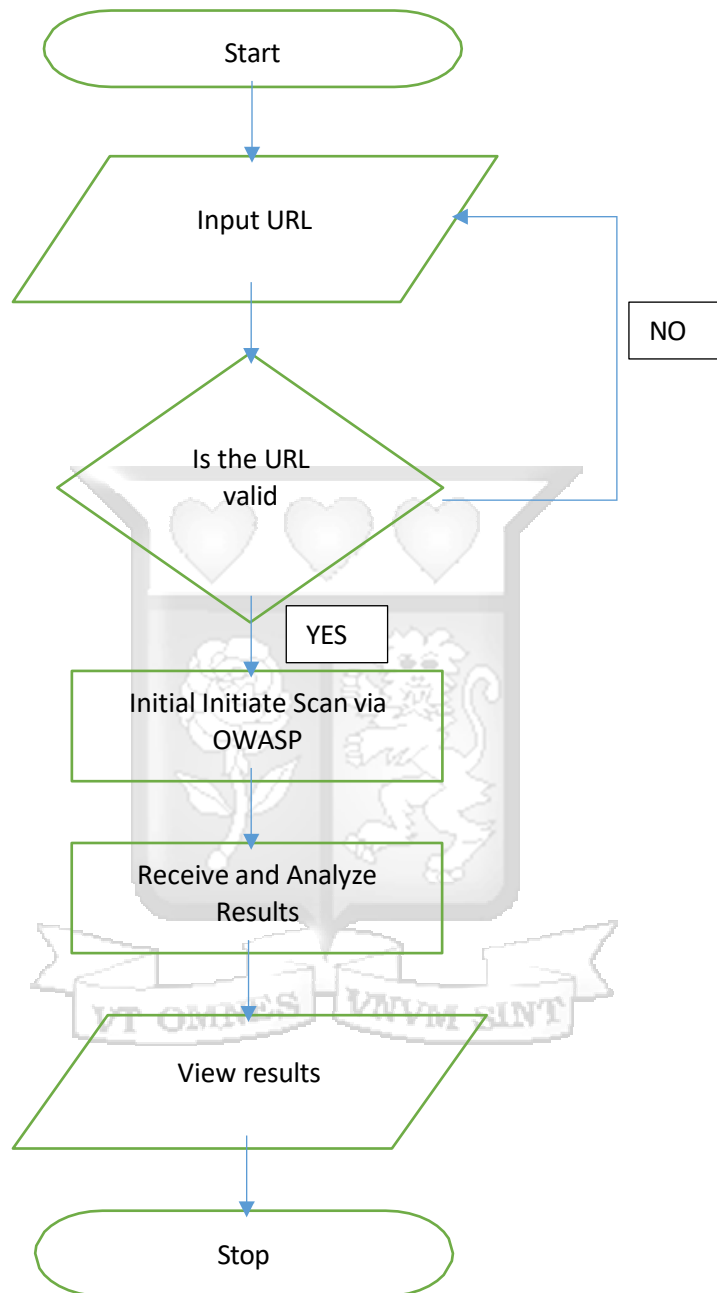 Start
Input URL
NO
Is the URL
valid
YES
Initial Initiate Scan via
OWASP
Receive and Analyze
Results
VT OMNES VNVM SINT
View results
Stop